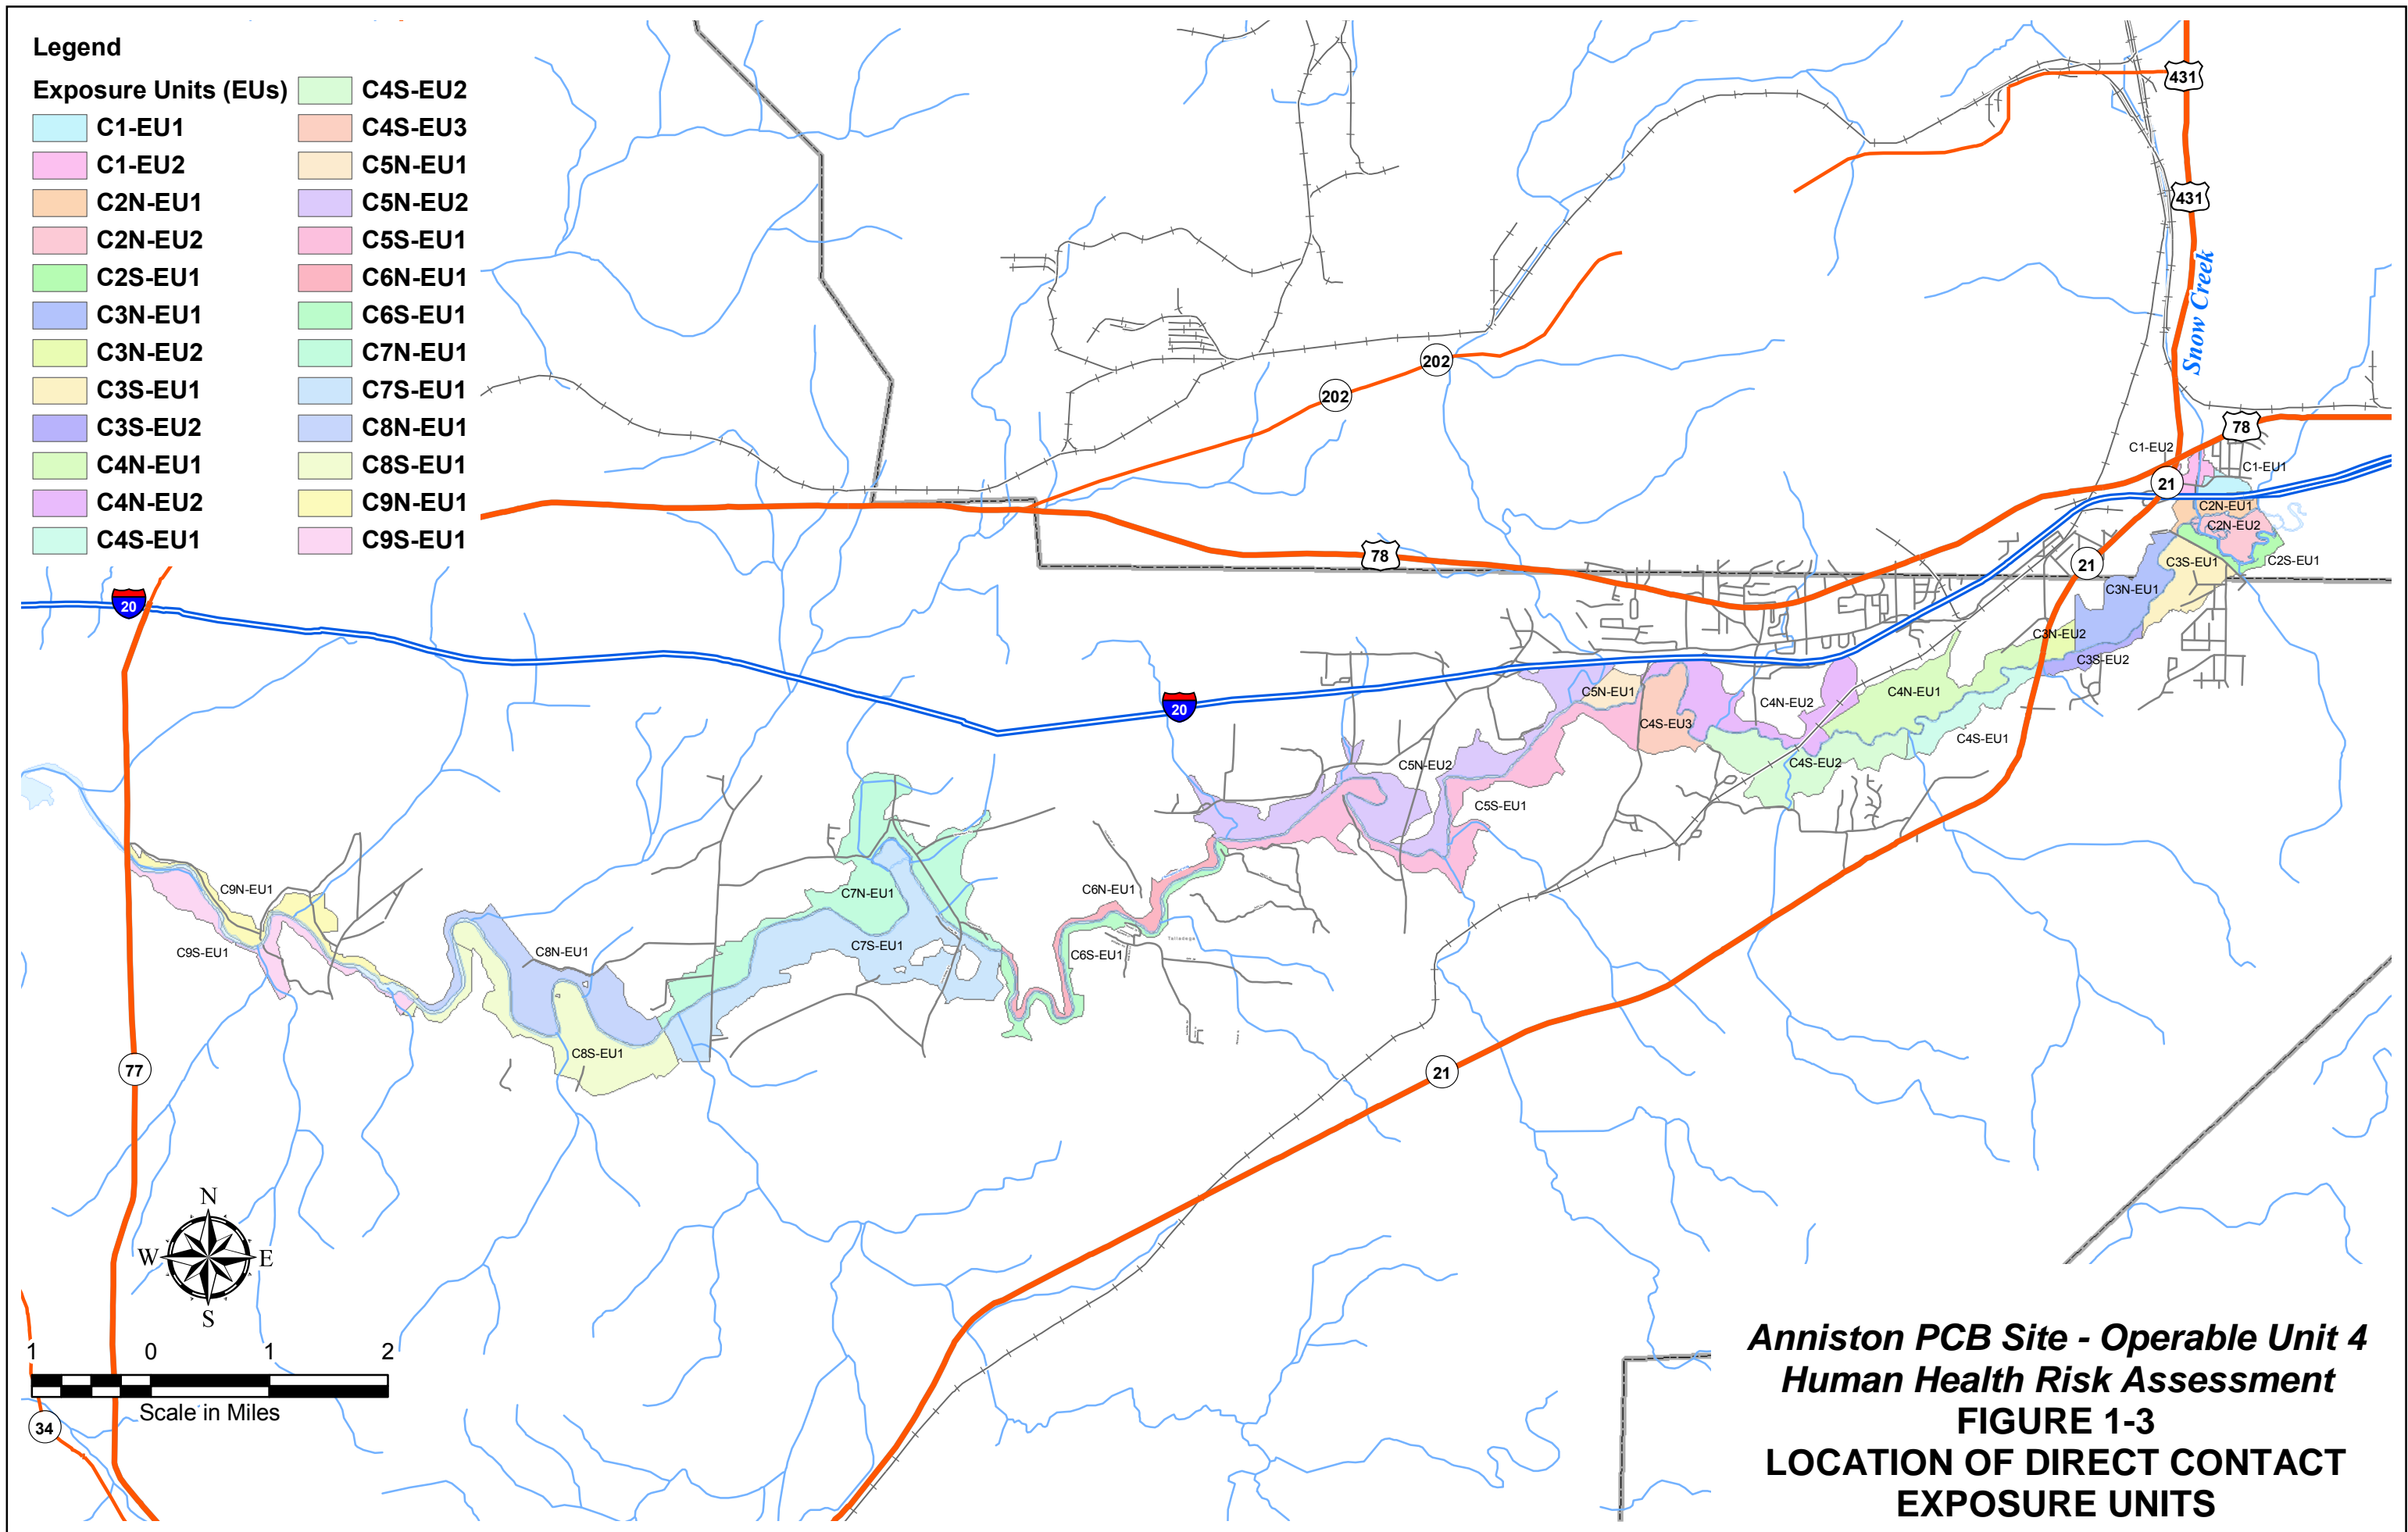 Legend
Exposure Units (EUs)
C1-EU1
C1-EU2
C2N-EU1
C2N-EU2
C2S-EU1
C3N-EU1
C3N-EU2
C3S-EU1
C3S-EU2
C4N-EU1
C4N-EU2
C4S-EU1
C4S-EU2
C4S-EU3
C5N-EU1
C5N-EU2
C5S-EU1
C6N-EU1
C6S-EU1
C7N-EU1
C7S-EU1
C8N-EU1
C8S-EU1
C9N-EU1
C9S-EU1
431
431
Snow Creek
202
202
78
C1-EU2
C1-EU1
21
C2N-EU1
C2N-EU2
78
21
C2S-EU1
C3S-EU1
C3N-EU1
20
C3N-EU2
C3S-EU2
C5N-EU1
C4N-EU1
C4N-EU2
20
C4S-EU3
C4S-EU1
C4S-EU2
C5N-EU2
C5S-EU1
C9N-EU1
C6N-EU1
C7N-EU1
Talladega
C9S-EU1
C8N-EU1
C7S-EU1
C6S-EU1
C8S-EU1
77
21
N
W
E
S
1 0 1 2
Scale in Miles
34
Anniston PCB Site - Operable Unit 4
Human Health Risk Assessment
FIGURE 1-3
LOCATION OF DIRECT CONTACT
EXPOSURE UNITS